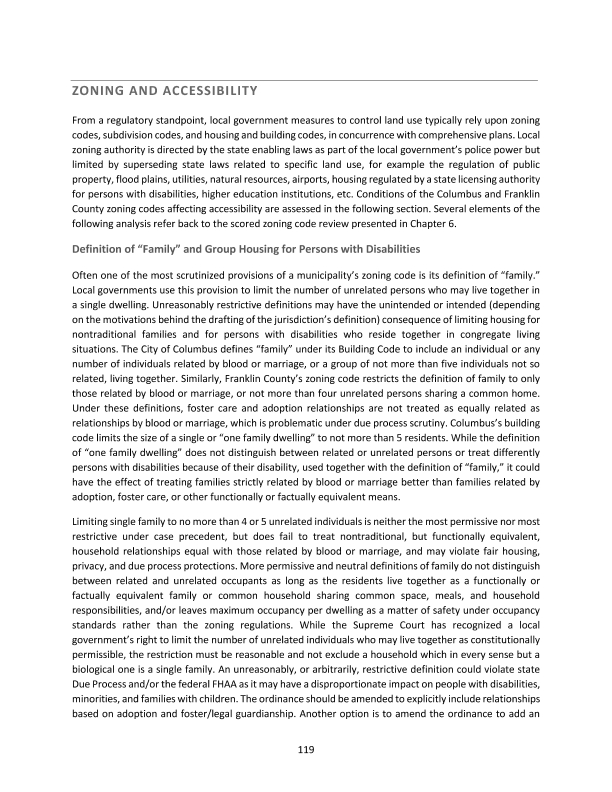 ZONING AND ACCESSIBILITY
From a regulatory standpoint, local government measures to control land use typically rely upon zoning
codes, subdivision codes, and housing and building codes, in concurrence with comprehensive plans. Local
zoning authority is directed by the state enabling laws as part of the local government’s police power but
limited by superseding state laws related to specific land use, for example the regulation of public
property, flood plains, utilities, natural resources, airports, housing regulated by a state licensing authority
for persons with disabilities, higher education institutions, etc. Conditions of the Columbus and Franklin
County zoning codes affecting accessibility are assessed in the following section. Several elements of the
following analysis refer back to the scored zoning code review presented in Chapter 6.
Definition of “Family” and Group Housing for Persons with Disabilities
Often one of the most scrutinized provisions of a municipality’s zoning code is its definition of “family.”
Local governments use this provision to limit the number of unrelated persons who may live together in
a single dwelling. Unreasonably restrictive definitions may have the unintended or intended (depending
on the motivations behind the drafting of the jurisdiction’s definition) consequence of limiting housing for
nontraditional families and for persons with disabilities who reside together in congregate living
situations. The City of Columbus defines “family” under its Building Code to include an individual or any
number of individuals related by blood or marriage, or a group of not more than five individuals not so
related, living together. Similarly, Franklin County’s zoning code restricts the definition of family to only
those related by blood or marriage, or not more than four unrelated persons sharing a common home.
Under these definitions, foster care and adoption relationships are not treated as equally related as
relationships by blood or marriage, which is problematic under due process scrutiny. Columbus’s building
code limits the size of a single or “one family dwelling” to not more than 5 residents. While the definition
of “one family dwelling” does not distinguish between related or unrelated persons or treat differently
persons with disabilities because of their disability, used together with the definition of “family,” it could
have the effect of treating families strictly related by blood or marriage better than families related by
adoption, foster care, or other functionally or factually equivalent means.
Limiting single family to no more than 4 or 5 unrelated individuals is neither the most permissive nor most
restrictive under case precedent, but does fail to treat nontraditional, but functionally equivalent,
household relationships equal with those related by blood or marriage, and may violate fair housing,
privacy, and due process protections. More permissive and neutral definitions of family do not distinguish
between related and unrelated occupants as long as the residents live together as a functionally or
factually equivalent family or common household sharing common space, meals, and household
responsibilities, and/or leaves maximum occupancy per dwelling as a matter of safety under occupancy
standards rather than the zoning regulations. While the Supreme Court has recognized a local
government’s right to limit the number of unrelated individuals who may live together as constitutionally
permissible, the restriction must be reasonable and not exclude a household which in every sense but a
biological one is a single family. An unreasonably, or arbitrarily, restrictive definition could violate state
Due Process and/or the federal FHAA as it may have a disproportionate impact on people with disabilities,
minorities, and families with children. The ordinance should be amended to explicitly include relationships
based on adoption and foster/legal guardianship. Another option is to amend the ordinance to add an
119